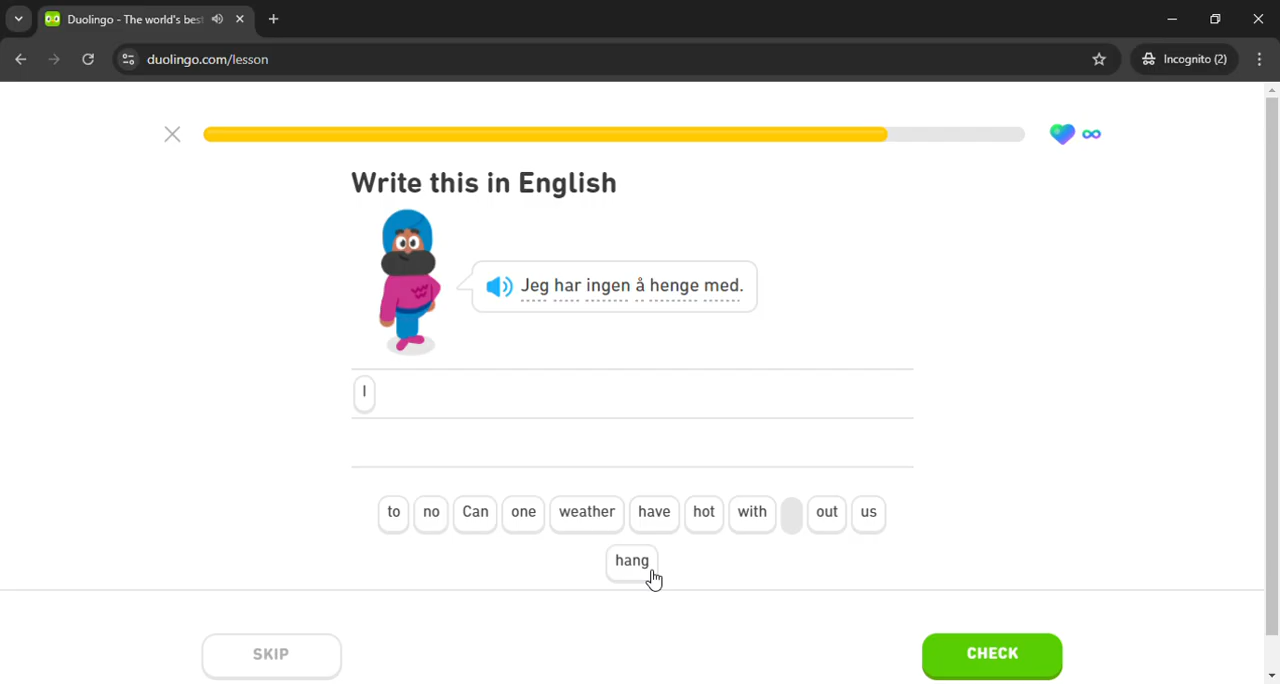 Duolingo - The world's bes
duolingo.com/lesson
Incognito (2)
Write this in English
Jeg har ingen å henge med.
I
to no Can one weather have hot with out us
hang
SKIP
CHECK